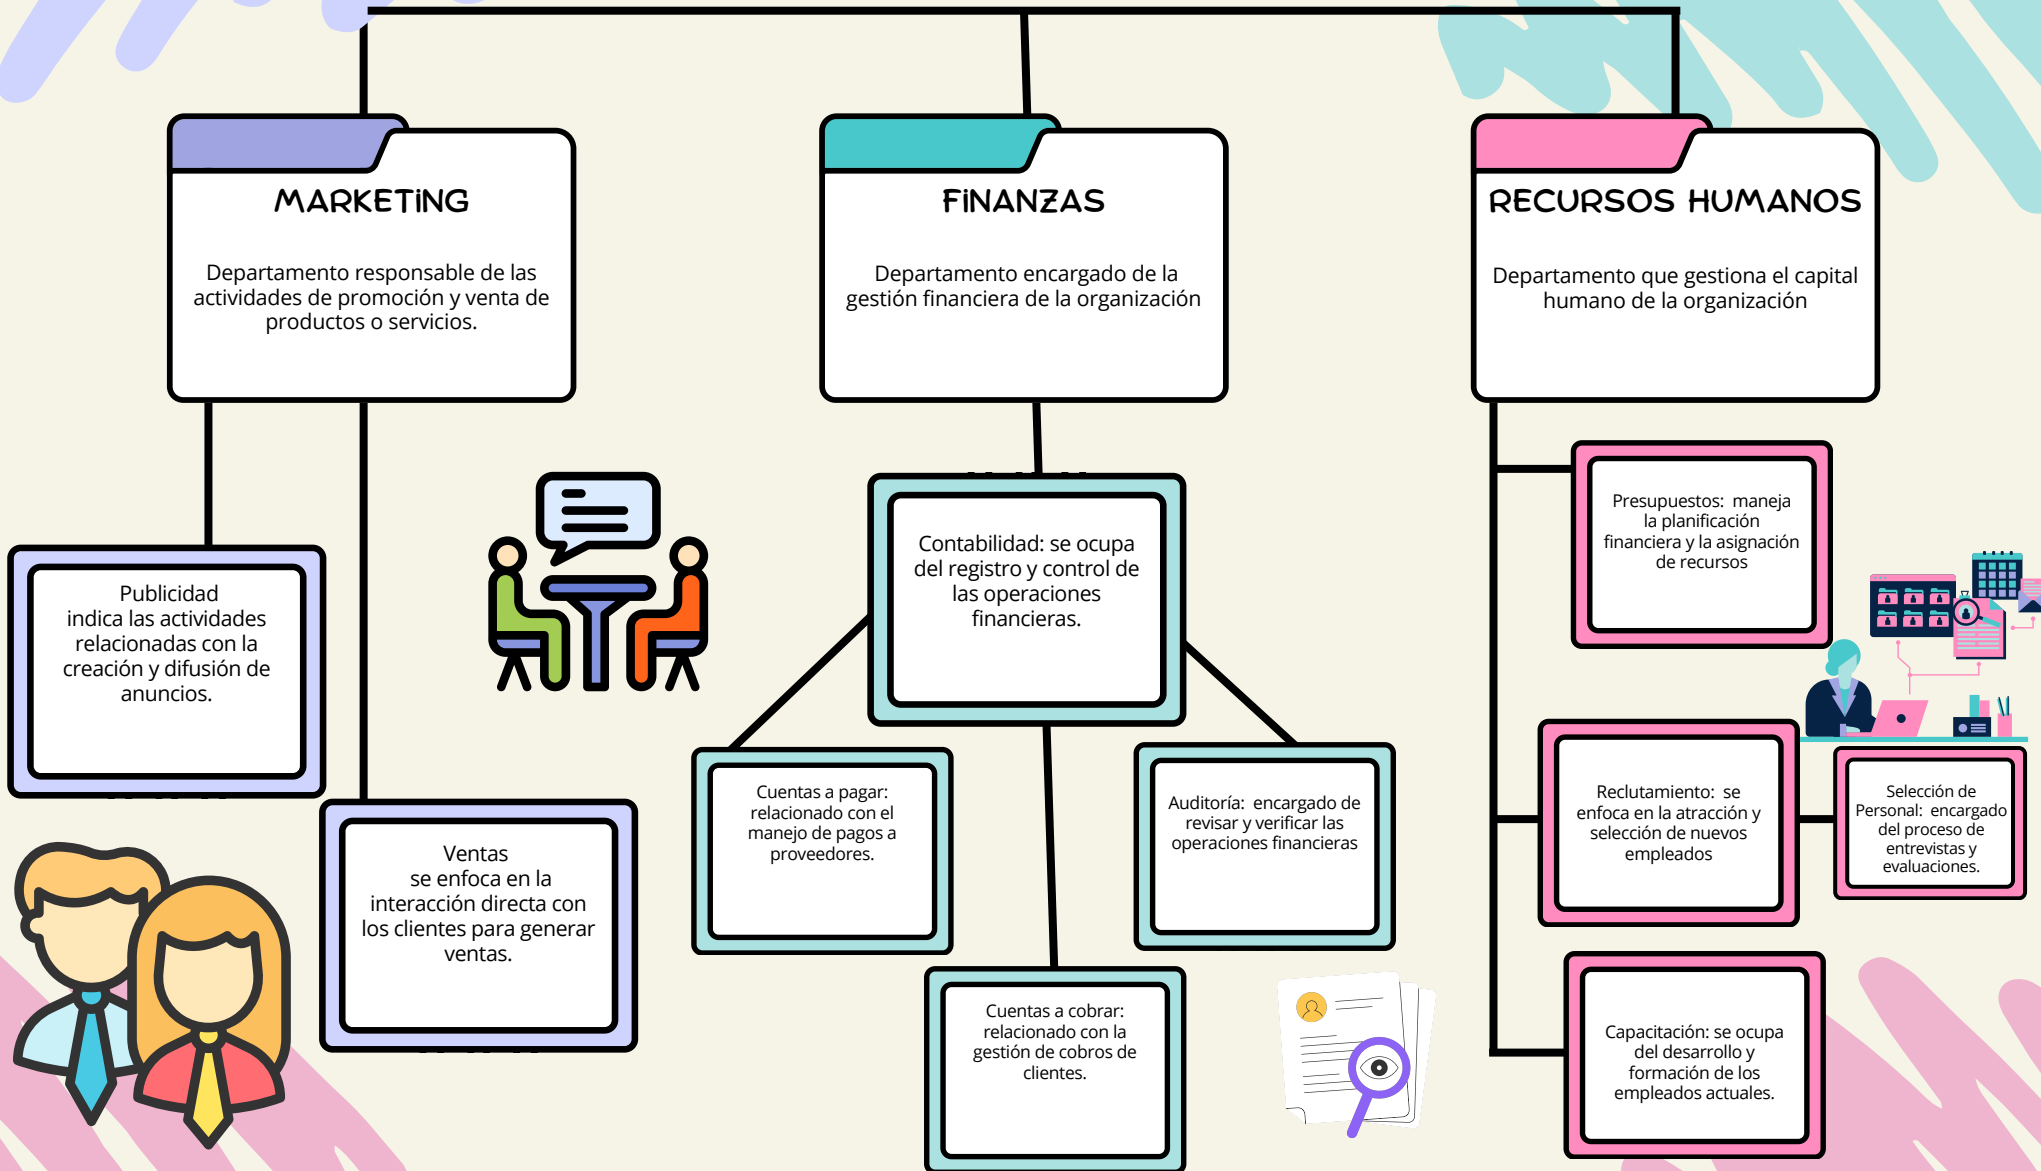 MARKETING
Departamento responsable de las
actividades de promoción y venta de
productos o servicios.
FINANZAS
Departamento encargado de la
gestión financiera de la organización
RECURSOS HUMANOS
Departamento que gestiona el capital
humano de la organización
Publicidad
indica las actividades
relacionadas con la
creación y difusión de
anuncios.
Ventas
se enfoca en la
interacción directa con
los clientes para generar
ventas.
Contabilidad: se ocupa
del registro y control de
las operaciones
financieras.
Cuentas a pagar:
relacionado con el
manejo de pagos a
proveedores.
Cuentas a cobrar:
relacionado con la
gestión de cobros de
clientes.
Auditoría: encargado de
revisar y verificar las
operaciones financieras
Presupuestos: maneja
la planificación
financiera y la asignación
de recursos
Reclutamiento: se
enfoca en la atracción y
selección de nuevos
empleados
Selección de
Personal: encargado
del proceso de
entrevistas y
evaluaciones.
Capacitación: se ocupa
del desarrollo y
formación de los
empleados actuales.